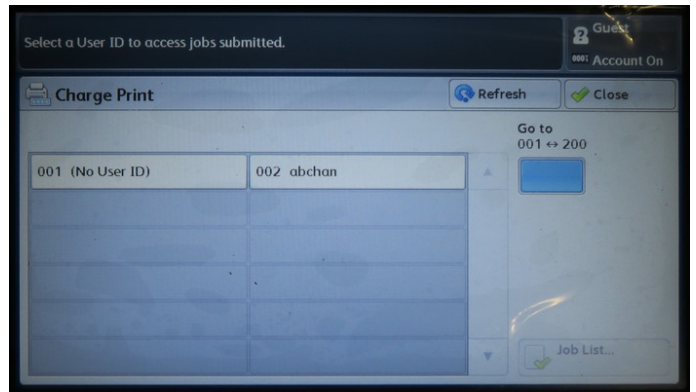 Select a User ID to access jobs submitted.
Guest
Account On
Charge Print
Refresh
Close
Go to
001 ↔ 200
001 (No User ID)
002 abchan
Job List...